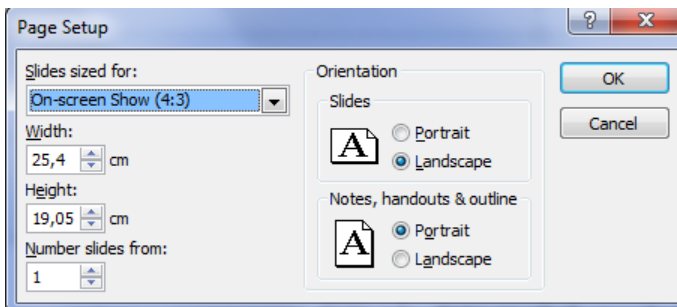 Page Setup
Slides sized for:
On-screen Show (4:3)
Width:
25,4 cm
Height:
19,05 cm
Number slides from:
1
Orientation
Slides
A
Portrait
Landscape
Notes, handouts & outline
A
Portrait
Landscape
OK
Cancel